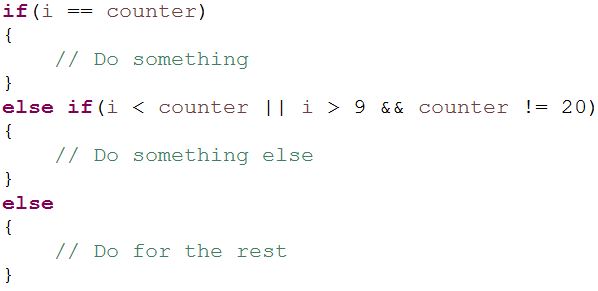 if(i == counter)
{
    // Do something
}
else if(i < counter || i > 9 && counter != 20)
{
    // Do something else
}
else
{
    // Do for the rest
}